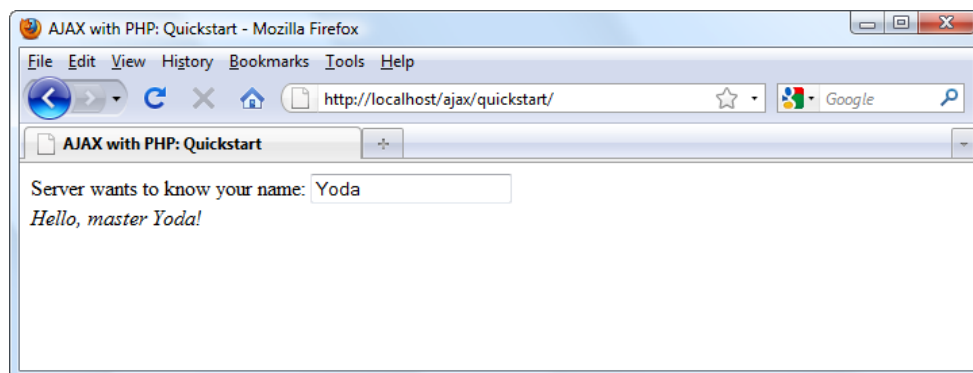 AJAX with PHP: Quickstart - Mozilla Firefox
File Edit View History Bookmarks Tools Help
http://localhost/ajax/quickstart/ Google
AJAX with PHP: Quickstart
Server wants to know your name: Yoda
Hello, master Yoda!